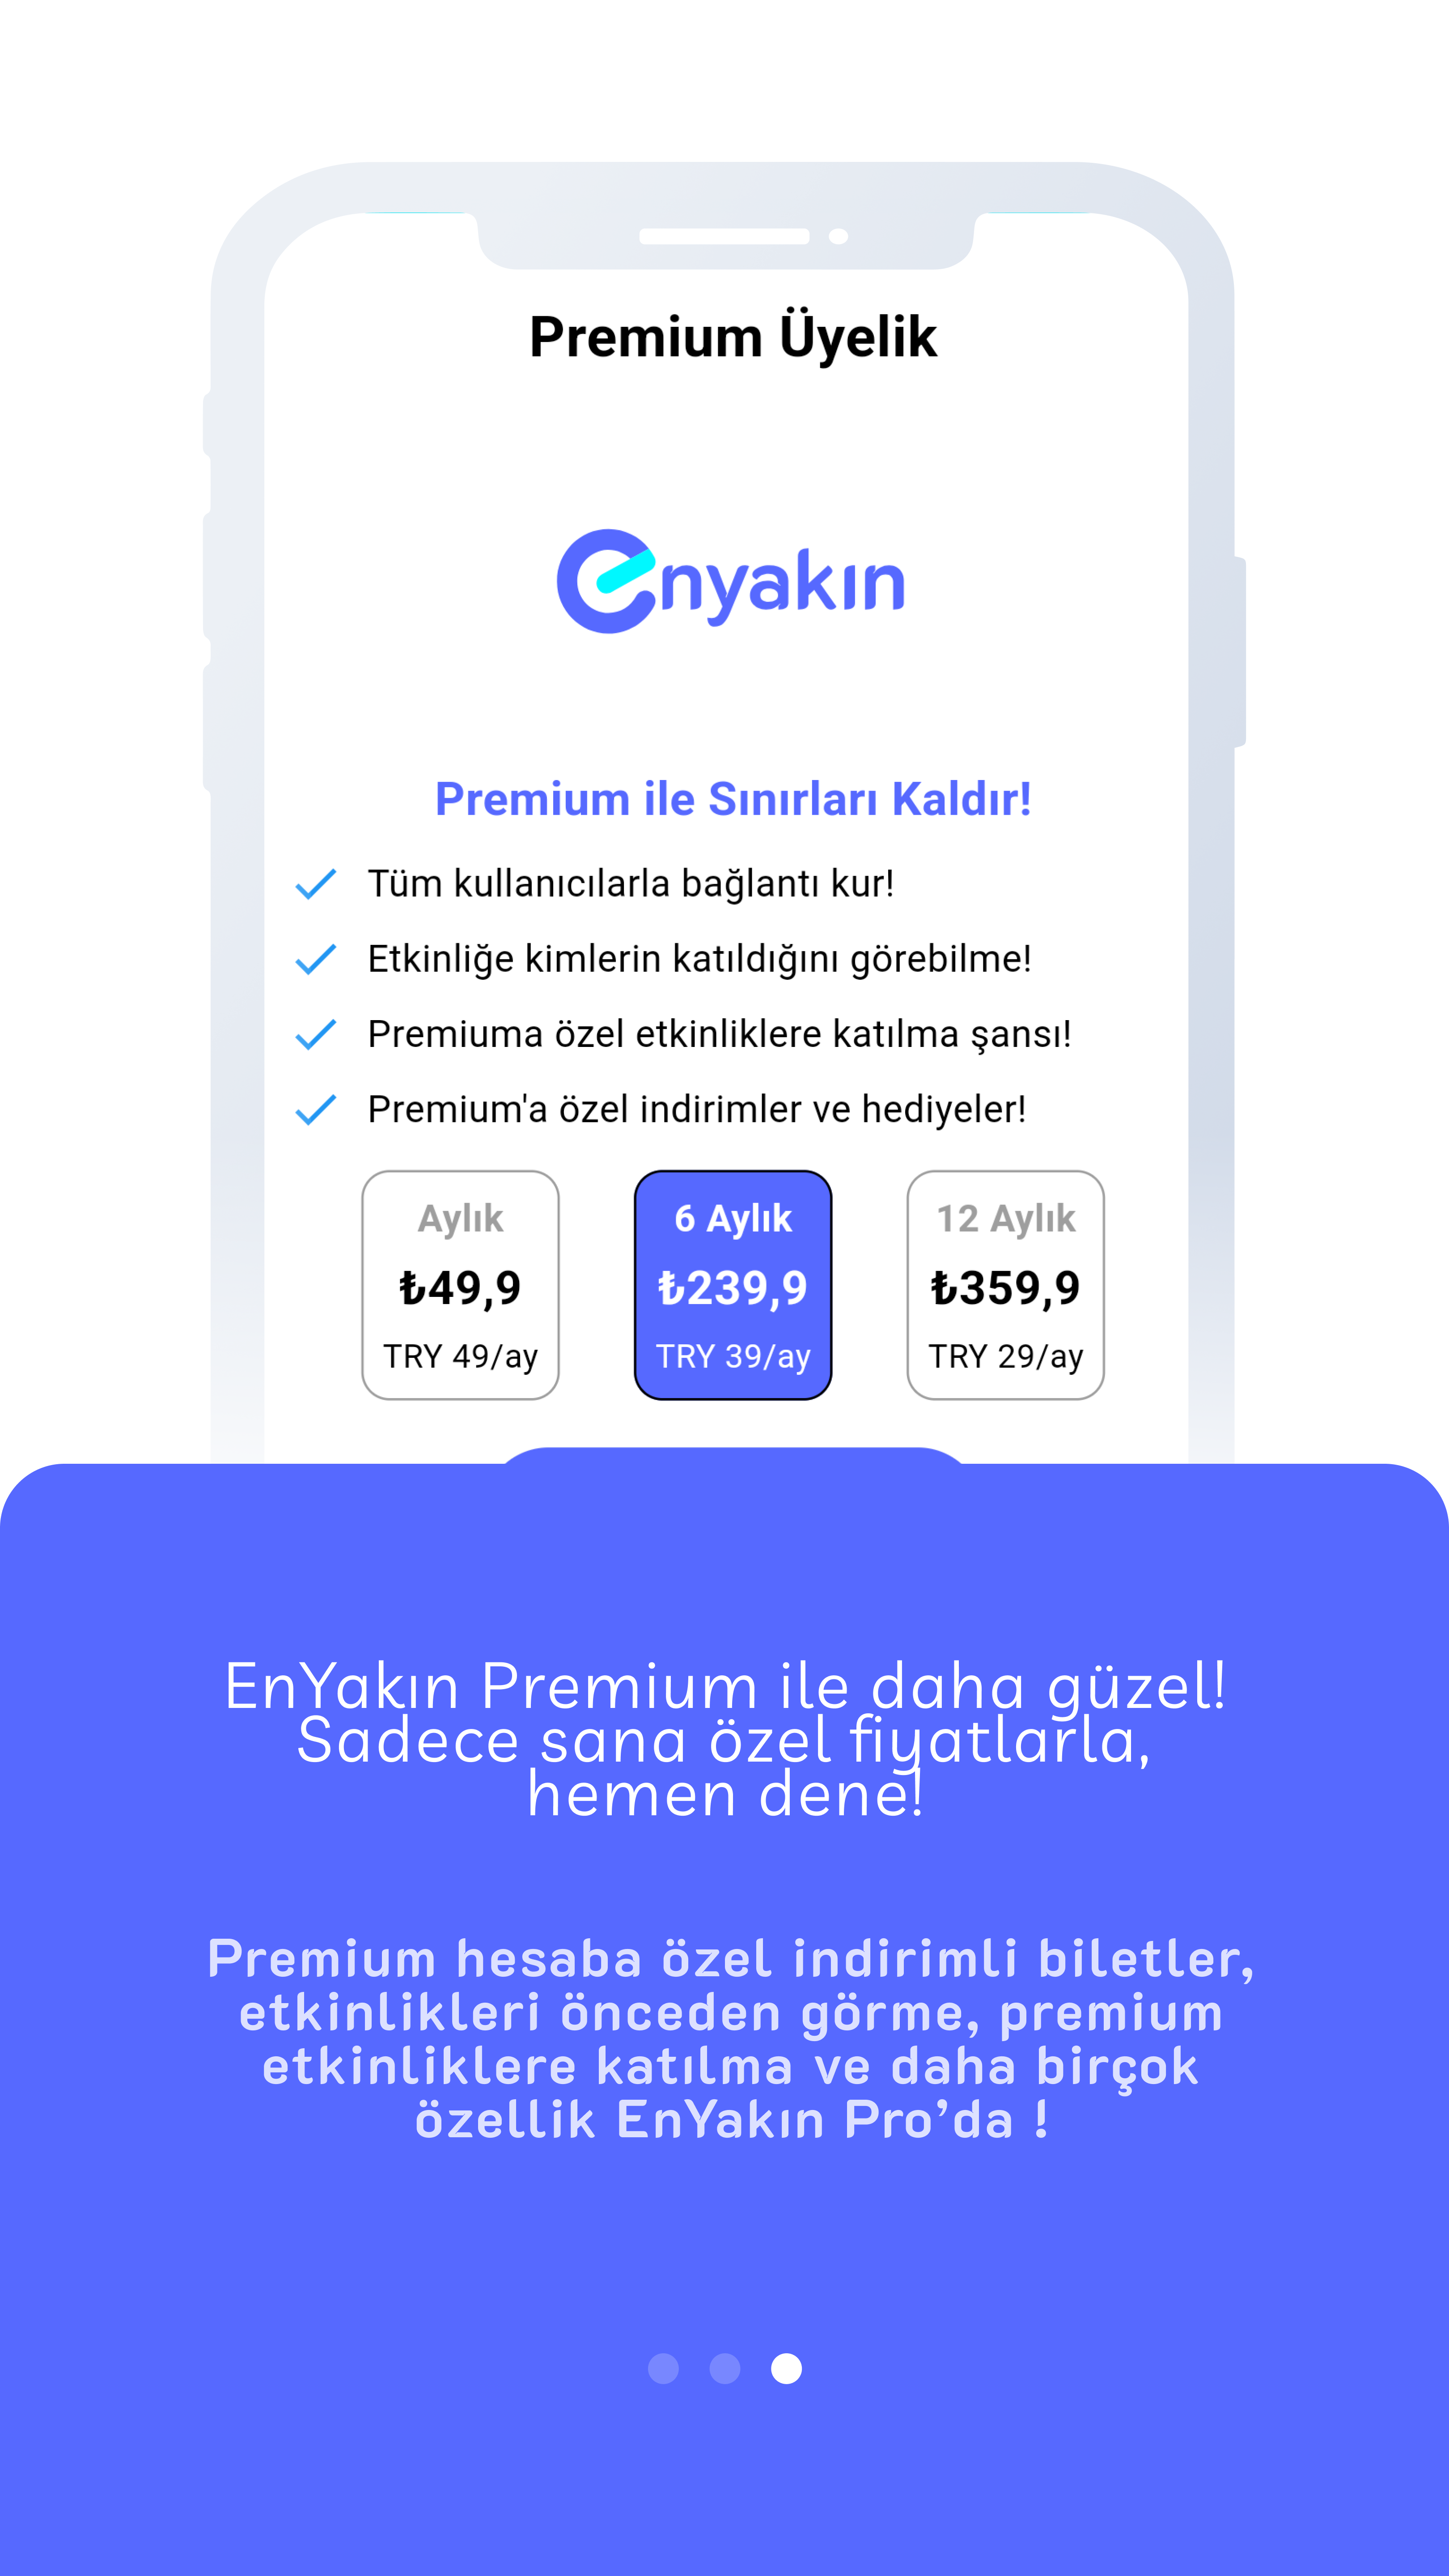 Premium Üyelik
enyakın
Premium ile Sınırları Kaldır!
Tüm kullanıcılarla bağlantı kur!
Etkinliğe kimlerin katıldığını görebilme!
Premiuma özel etkinliklere katılma şansı!
Premium'a özel indirimler ve hediyeler!
Aylık
₺49,9
TRY 49/ay
6 Aylık
₺239,9
TRY 39/ay
12 Aylık
₺359,9
TRY 29/ay
EnYakın Premium ile daha güzel!
Sadece sana özel fiyatlarla,
hemen dene!
Premium hesaba özel indirimli biletler,
etkinlikleri önceden görme, premium
etkinliklere katılma ve daha birçok
özellik EnYakın Pro’da !